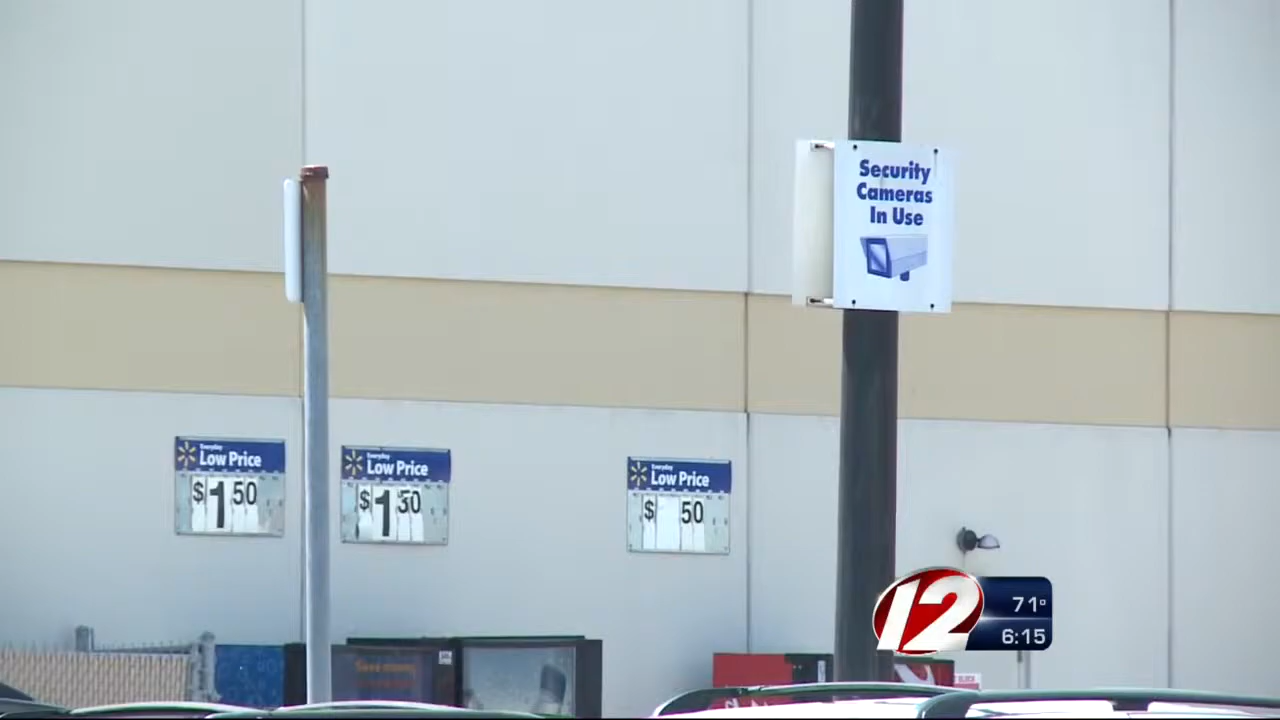 Security
Cameras
In Use
Everyday
Low Price
$1 50
Everyday
Low Price
$1 50
Everyday
Low Price
$ 50
12
71°
6:15